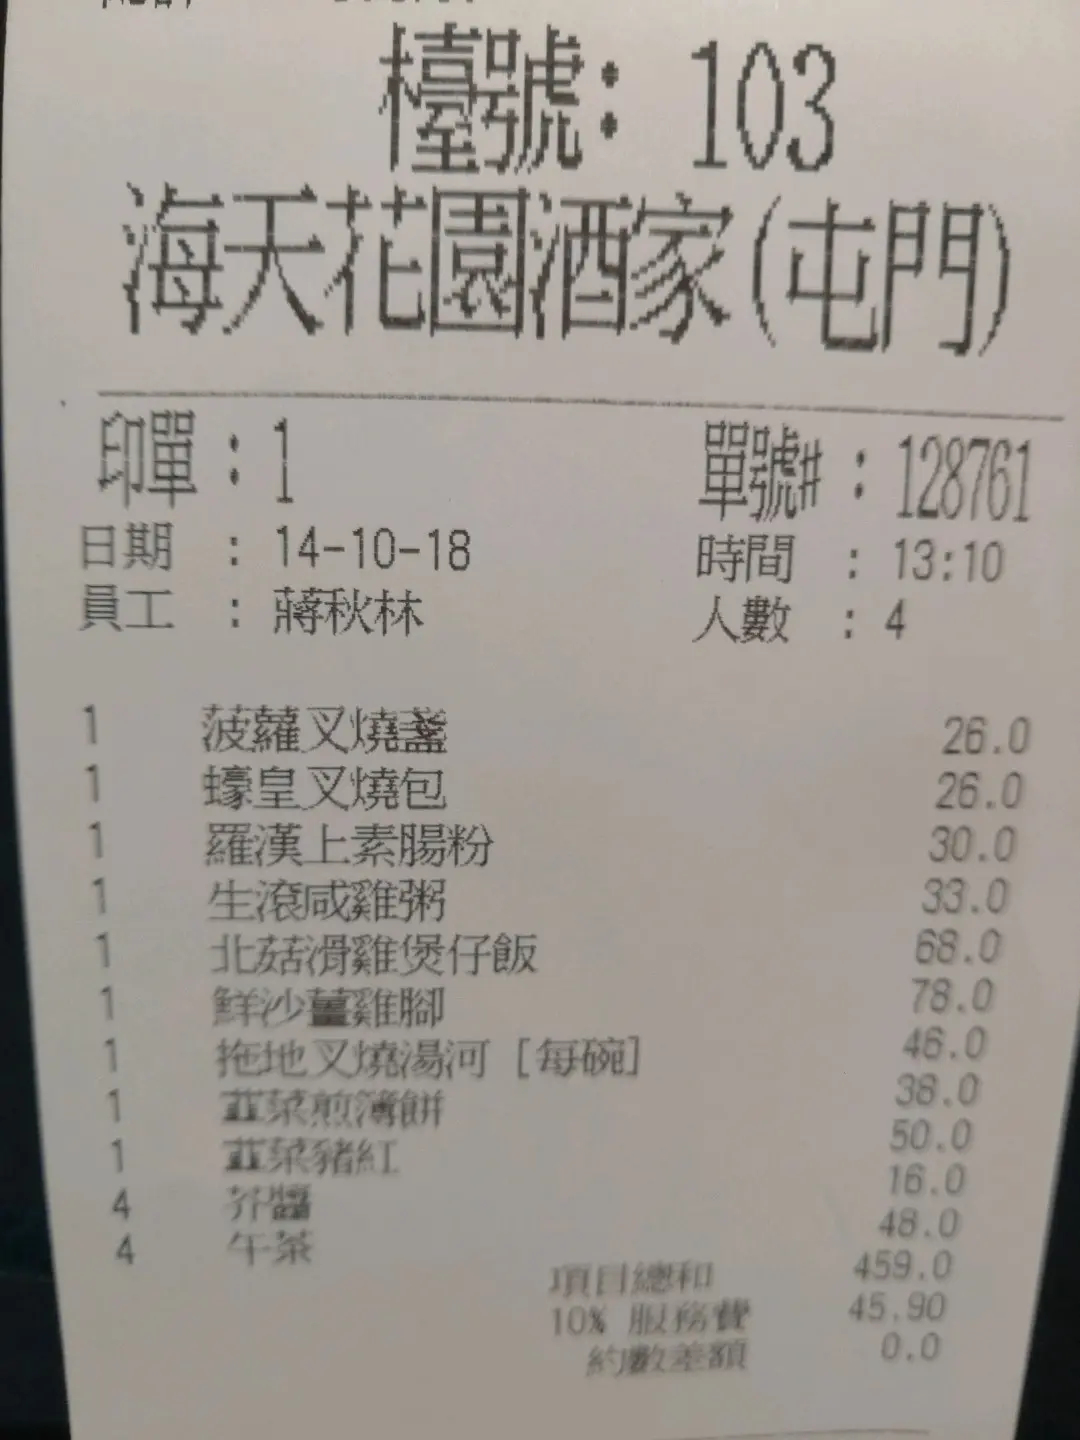 檯號: 103
海天花園酒家(屯門)
印單 : 1 單號# : 128761
日期 : 14-10-18 時間 : 13:10
員工 : 蔣秋林 人數 : 4
1 菠蘿叉燒盞 26.0
1 蠔皇叉燒包 26.0
1 羅漢上素腸粉 30.0
1 生滾咸雞粥 33.0
1 北菇滑雞煲仔飯 68.0
1 鮮沙薑雞腳 78.0
1 拖地叉燒湯河 [每碗] 46.0
1 韮菜煎簿餅 38.0
1 韮菜豬紅 50.0
4 芥醬 16.0
4 午茶 48.0
項目總和 459.0
10% 服務費 45.90
約數差額 0.0